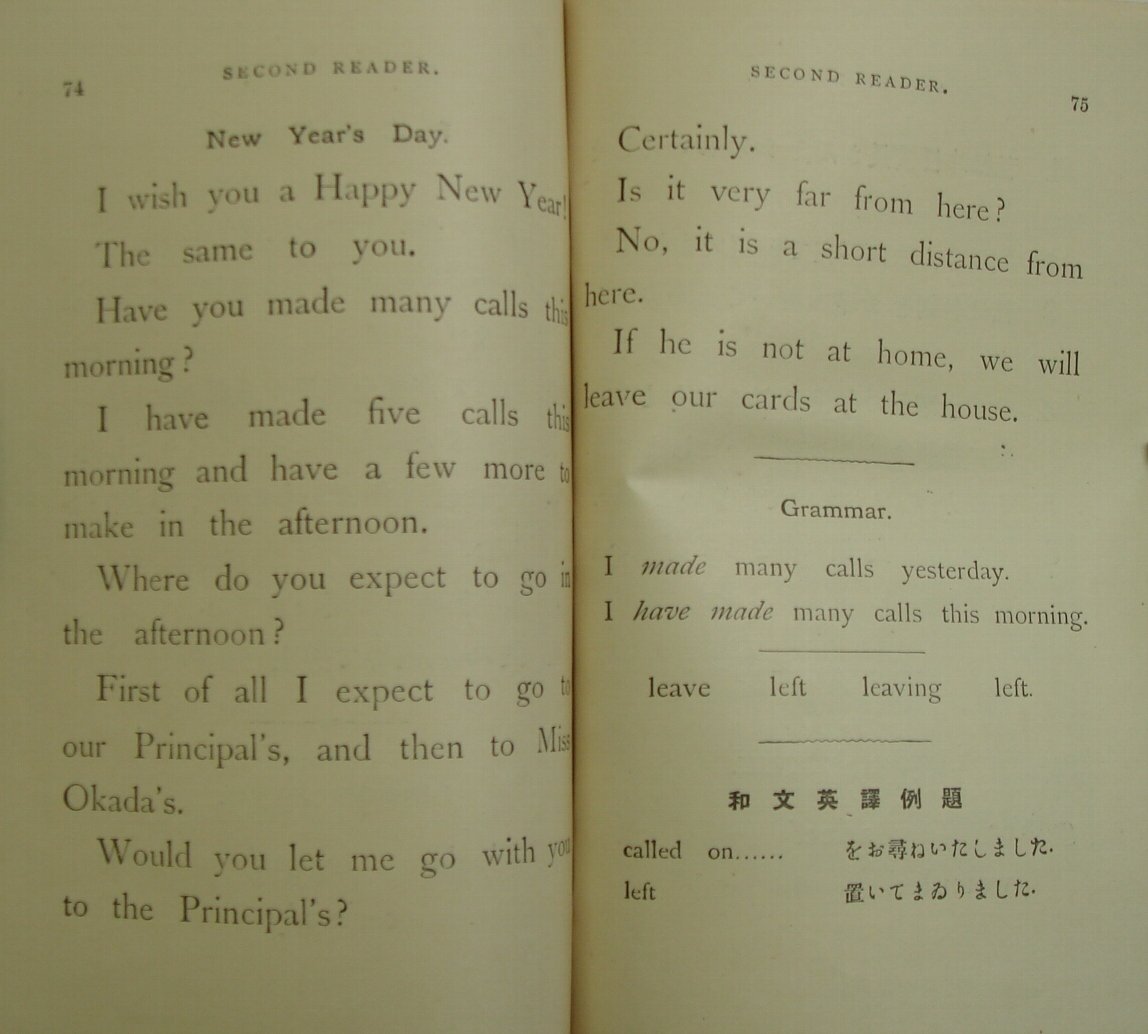 74
SECOND READER.
New Year's Day.
I wish you a Happy New Year!
The same to you.
Have you made many calls this
morning?
I have made five calls this
morning and have a few more to
make in the afternoon.
Where do you expect to go in
the afternoon?
First of all I expect to go to
our Principal's, and then to Miss
Okada's.
Would you let me go with you
to the Principal's?
SECOND READER.
75
Certainly.
Is it very far from here?
No, it is a short distance from
here.
If he is not at home, we will
leave our cards at the house.
Grammar.
I made many calls yesterday.
I have made many calls this morning.
leave left leaving left.
和文英譯例題
called on...... をお尋ねいたしました.
left 置いてまゐりました.